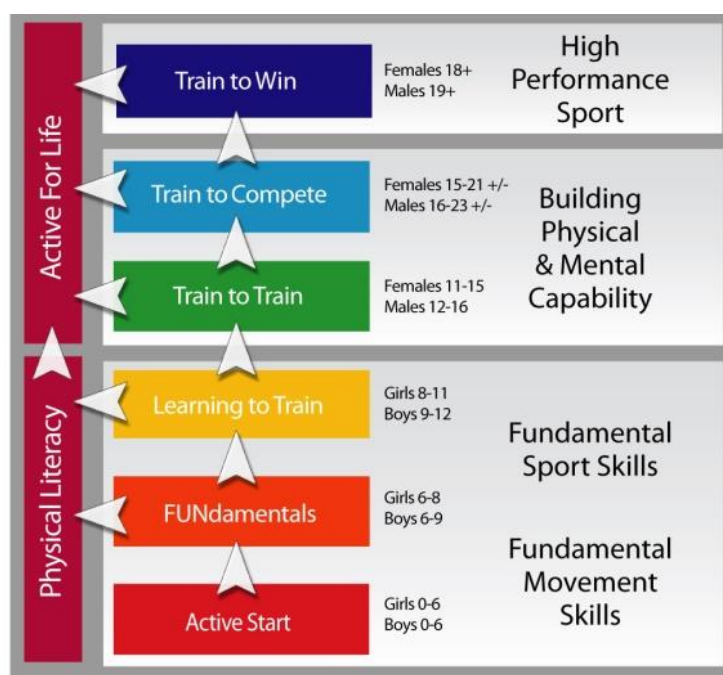 Active For Life
Physical Literacy
Train to Win
Females 18+
Males 19+
High
Performance
Sport
Train to Compete
Females 15-21 +/-
Males 16-23 +/-
Building
Physical
& Mental
Capability
Train to Train
Females 11-15
Males 12-16
Learning to Train
Girls 8-11
Boys 9-12
Fundamental
Sport Skills
FUNdamentals
Girls 6-8
Boys 6-9
Fundamental
Movement
Skills
Active Start
Girls 0-6
Boys 0-6